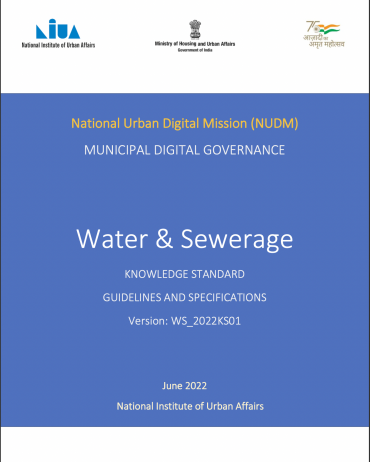 NIUA
National Institute of Urban Affairs
Ministry of Housing and Urban Affairs
Government of India
75
आज़ादी का
अमृत महोत्सव
National Urban Digital Mission (NUDM)
MUNICIPAL DIGITAL GOVERNANCE
Water & Sewerage
KNOWLEDGE STANDARD
GUIDELINES AND SPECIFICATIONS
Version: WS_2022KS01
June 2022
National Institute of Urban Affairs